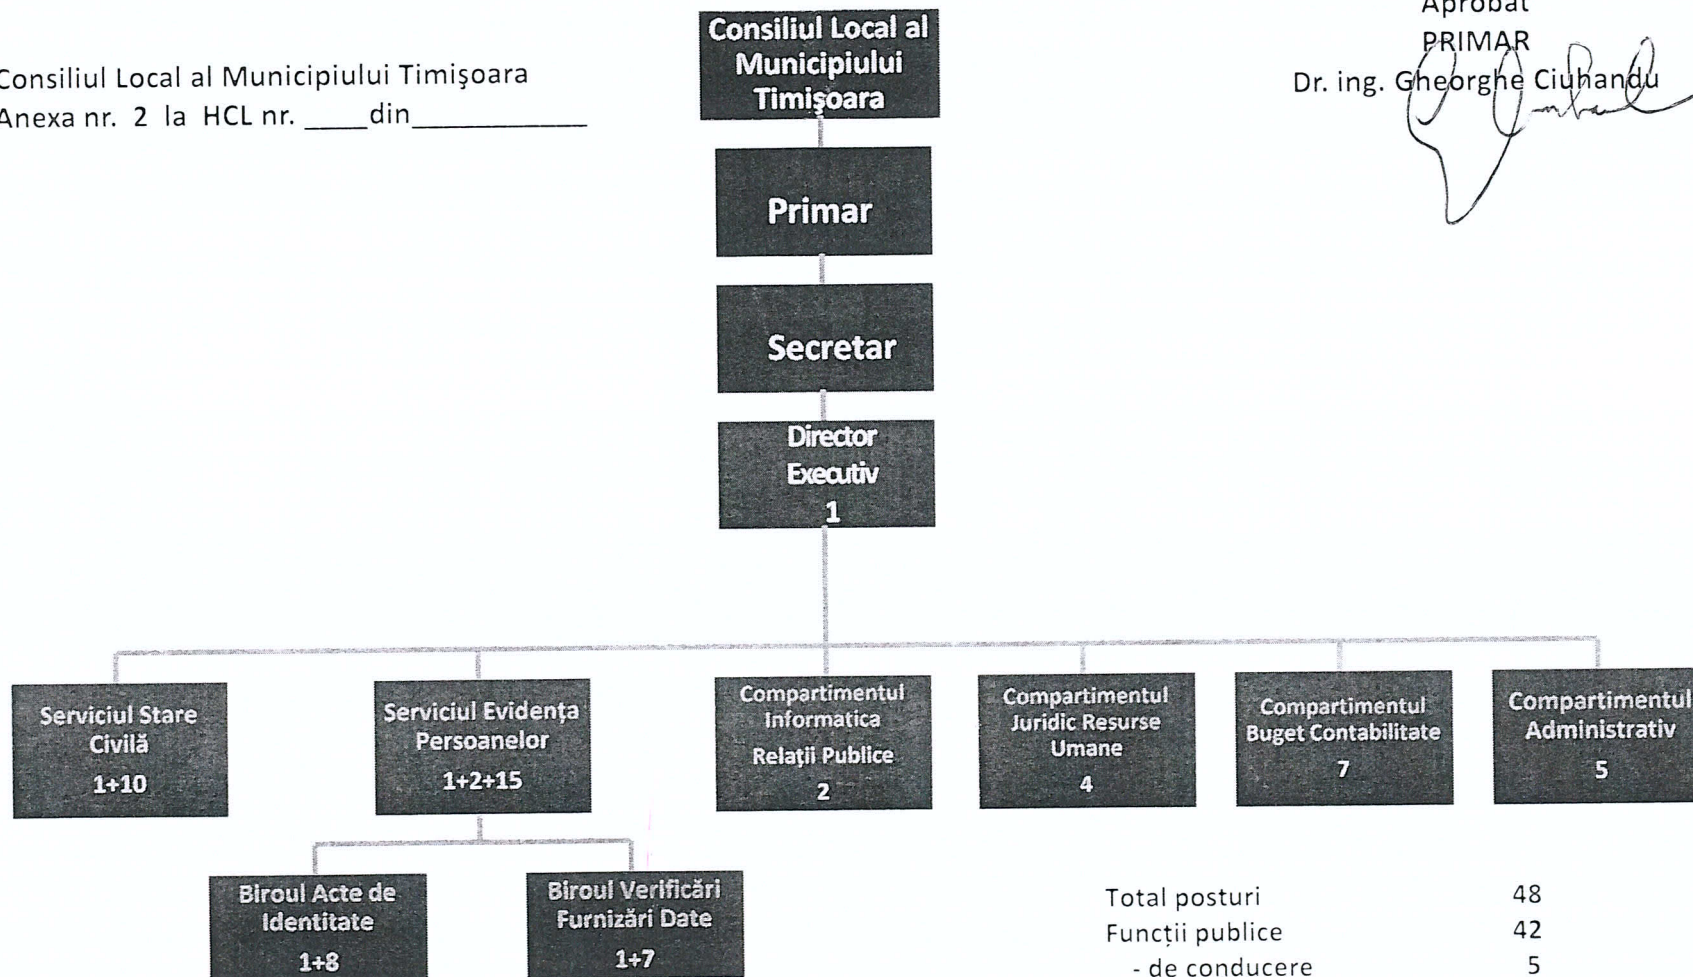 Consiliul Local al Municipiului Timişoara
Anexa nr. 2 la HCL nr. ____din___________
Aprobat
PRIMAR
Dr. ing. Gheorghe Ciuhandu
Consiliul Local al
Municipiului
Timişoara
Primar
Secretar
Director
Executiv
1
Serviciul Stare
Civilă
1+10
Serviciul Evidenţa
Persoanelor
1+2+15
Compartimentul
Informatica
Relaţii Publice
2
Compartimentul
Juridic Resurse
Umane
4
Compartimentul
Buget Contabilitate
7
Compartimentul
Administrativ
5
Biroul Acte de
Identitate
1+8
Biroul Verificări
Furnizări Date
1+7
Total posturi 48
Funcţii publice 42
- de conducere 5